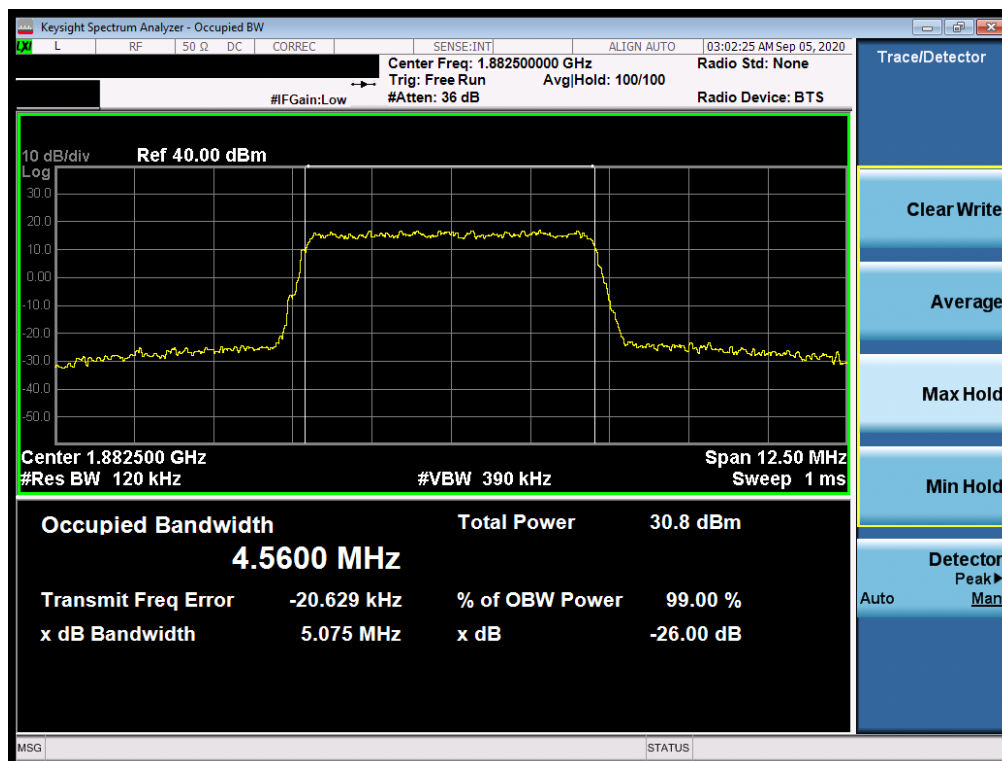 Keysight Spectrum Analyzer - Occupied BW
LXI L RF 50 Ω DC CORREC SENSE:INT ALIGN AUTO 03:02:25 AM Sep 05, 2020
Center Freq: 1.882500000 GHz Radio Std: None
Trig: Free Run Avg|Hold: 100/100
#IFGain:Low #Atten: 36 dB Radio Device: BTS
10 dB/div Ref 40.00 dBm
Log
30.0
20.0
10.0
0.00
-10.0
-20.0
-30.0
-40.0
-50.0
Center 1.882500 GHz Span 12.50 MHz
#Res BW 120 kHz #VBW 390 kHz Sweep 1 ms
Occupied Bandwidth Total Power 30.8 dBm
4.5600 MHz
Transmit Freq Error -20.629 kHz % of OBW Power 99.00 %
x dB Bandwidth 5.075 MHz x dB -26.00 dB
MSG STATUS
Trace/Detector
Clear Write
Average
Max Hold
Min Hold
Detector
Peak▶
Auto Man